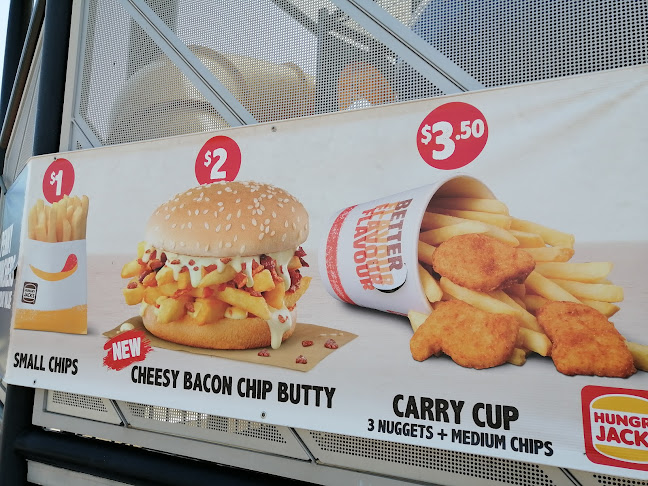 $1
$2
$3.50
BETTER
FLAVOUR
FLAVOUR
SMALL CHIPS
NEW
CHEESY BACON CHIP BUTTY
CARRY CUP
3 NUGGETS + MEDIUM CHIPS
HUNGRY
JACK